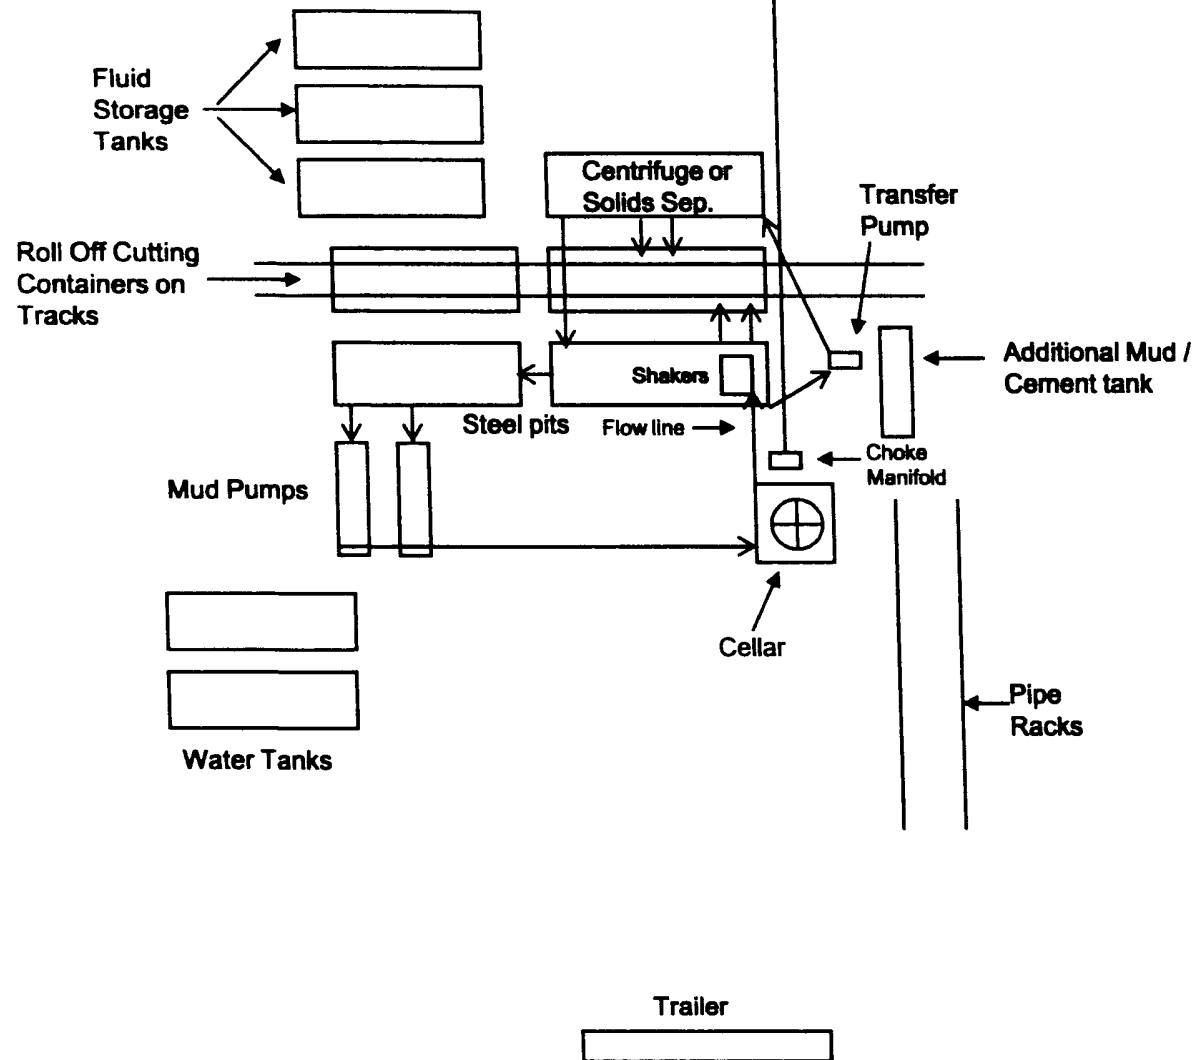 Fluid
Storage
Tanks
Centrifuge or
Solids Sep.
Transfer
Pump
Roll Off Cutting
Containers on
Tracks
Additional Mud /
Cement tank
Shakers
Steel pits
Flow line
Choke
Manifold
Mud Pumps
Cellar
Pipe
Racks
Water Tanks
Trailer